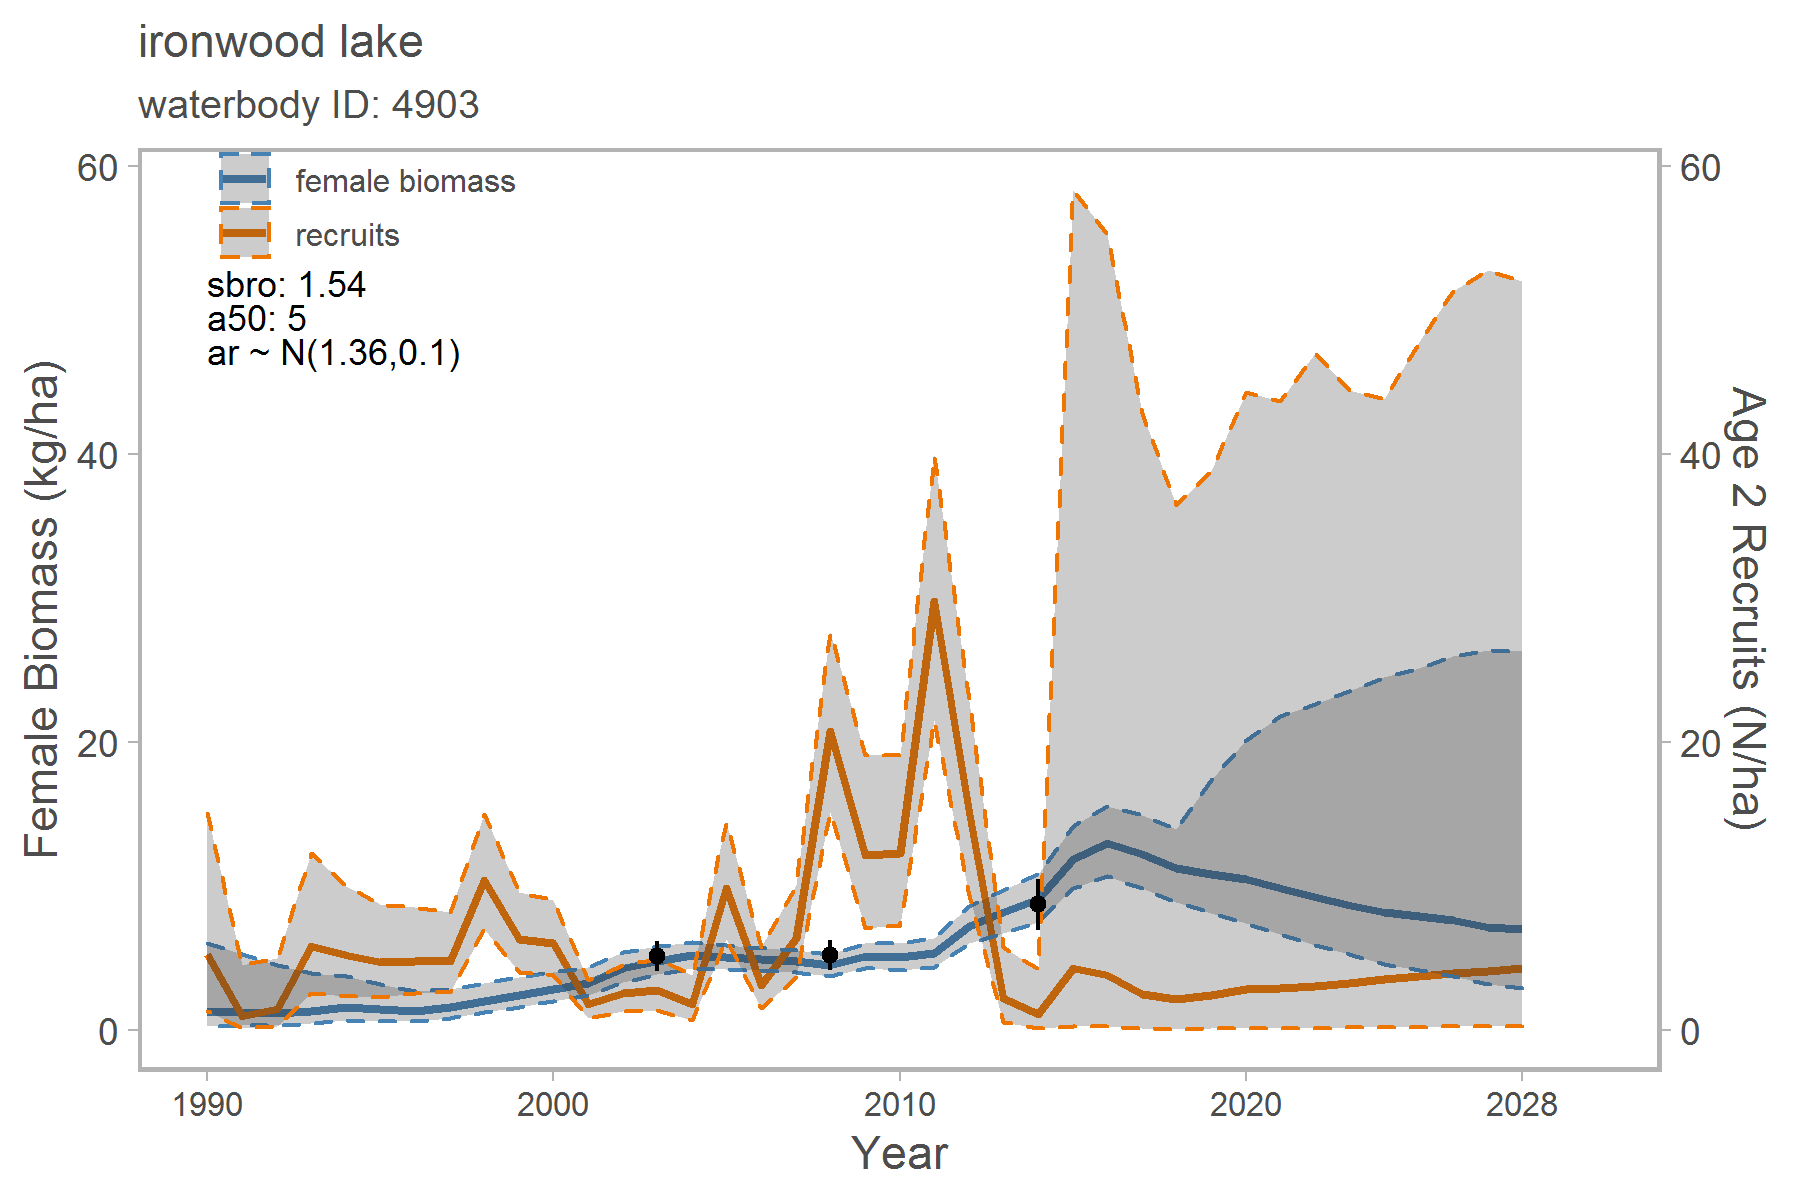 ironwood lake
waterbody ID: 4903
female biomass
recruits
sbro: 1.54
a50: 5
ar ~ N(1.36,0.1)
Female Biomass (kg/ha)
60
40
20
0
60
40
20
0
Age 2 Recruits (N/ha)
1990 2000 2010 2020 2028
Year